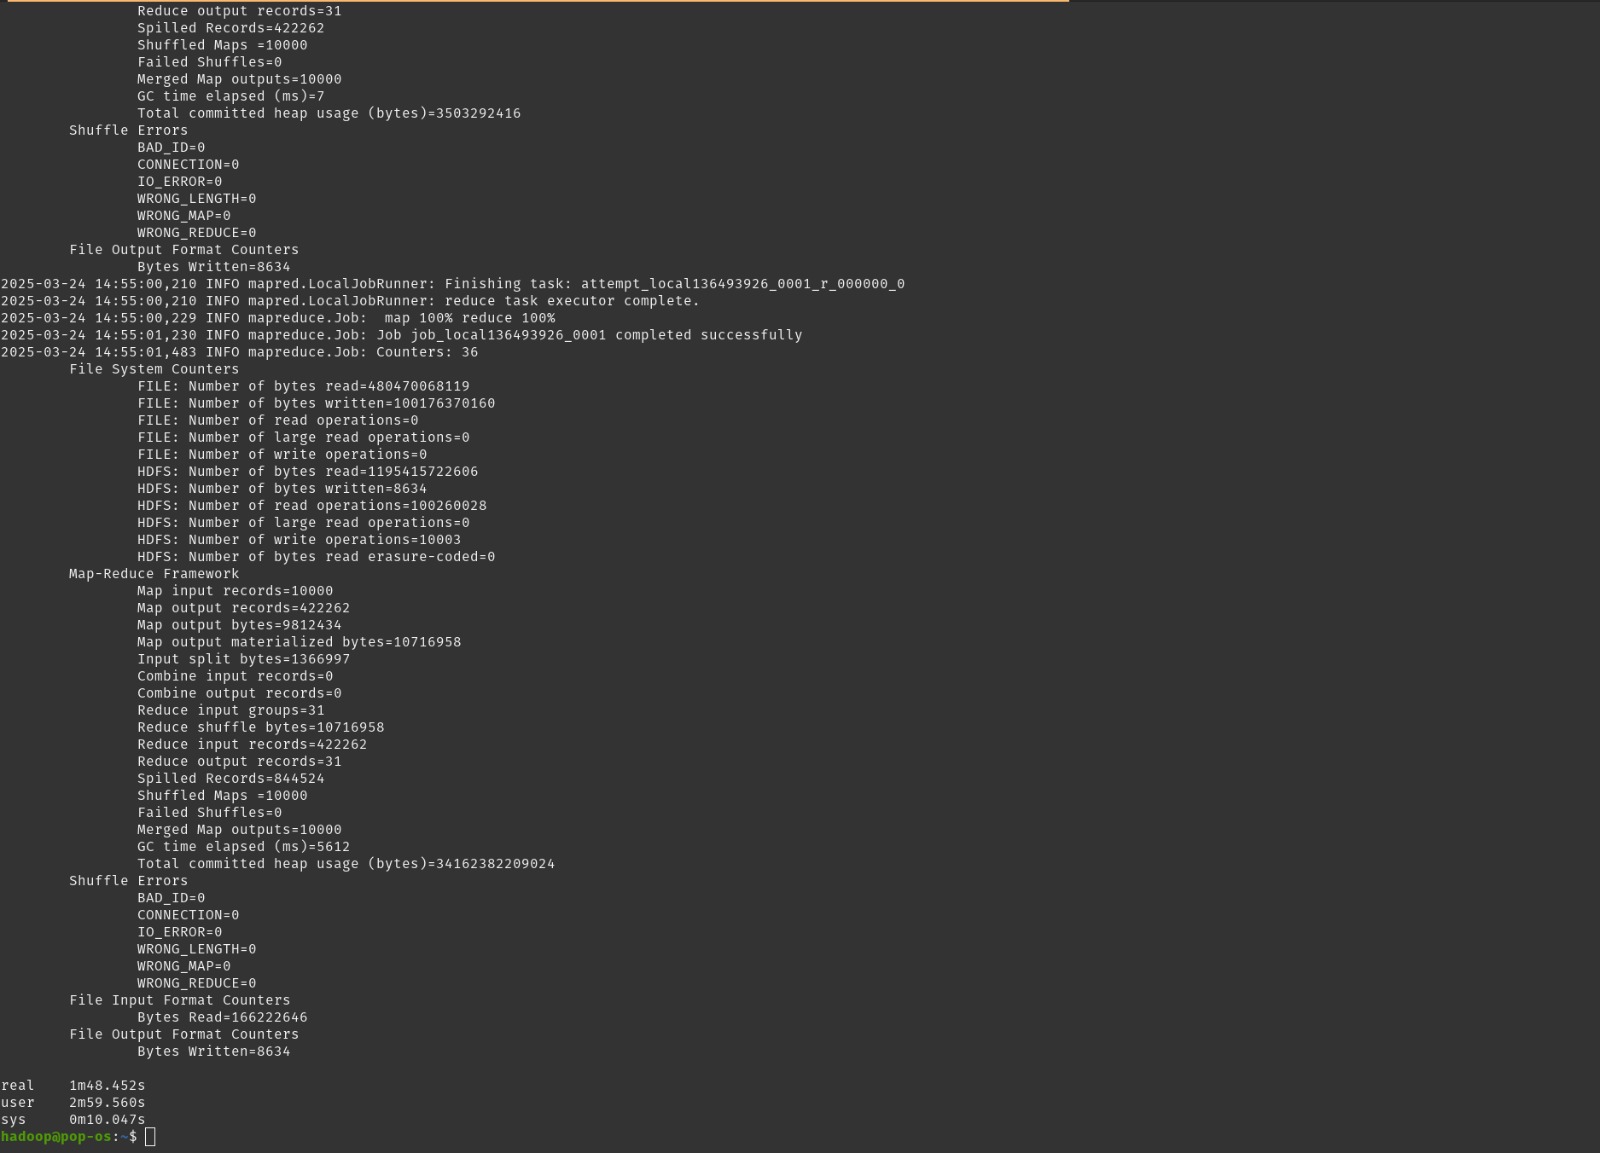 Reduce output records=31
Spilled Records=422262
Shuffled Maps =10000
Failed Shuffles=0
Merged Map outputs=10000
GC time elapsed (ms)=7
Total committed heap usage (bytes)=3503292416
Shuffle Errors
BAD_ID=0
CONNECTION=0
IO_ERROR=0
WRONG_LENGTH=0
WRONG_MAP=0
WRONG_REDUCE=0
File Output Format Counters
Bytes Written=8634
2025-03-24 14:55:00,210 INFO mapred.LocalJobRunner: Finishing task: attempt_local136493926_0001_r_000000_0
2025-03-24 14:55:00,210 INFO mapred.LocalJobRunner: reduce task executor complete.
2025-03-24 14:55:00,229 INFO mapreduce.Job:  map 100% reduce 100%
2025-03-24 14:55:01,230 INFO mapreduce.Job: Job job_local136493926_0001 completed successfully
2025-03-24 14:55:01,483 INFO mapreduce.Job: Counters: 36
File System Counters
FILE: Number of bytes read=480470068119
FILE: Number of bytes written=100176370160
FILE: Number of read operations=0
FILE: Number of large read operations=0
FILE: Number of write operations=0
HDFS: Number of bytes read=1195415722606
HDFS: Number of bytes written=8634
HDFS: Number of read operations=100260028
HDFS: Number of large read operations=0
HDFS: Number of write operations=10003
HDFS: Number of bytes read erasure-coded=0
Map-Reduce Framework
Map input records=10000
Map output records=422262
Map output bytes=9812434
Map output materialized bytes=10716958
Input split bytes=1366997
Combine input records=0
Combine output records=0
Reduce input groups=31
Reduce shuffle bytes=10716958
Reduce input records=422262
Reduce output records=31
Spilled Records=844524
Shuffled Maps =10000
Failed Shuffles=0
Merged Map outputs=10000
GC time elapsed (ms)=5612
Total committed heap usage (bytes)=34162382209024
Shuffle Errors
BAD_ID=0
CONNECTION=0
IO_ERROR=0
WRONG_LENGTH=0
WRONG_MAP=0
WRONG_REDUCE=0
File Input Format Counters
Bytes Read=166222646
File Output Format Counters
Bytes Written=8634
real 1m48.452s
user 2m59.560s
sys 0m10.047s
hadoop@pop-os:~$